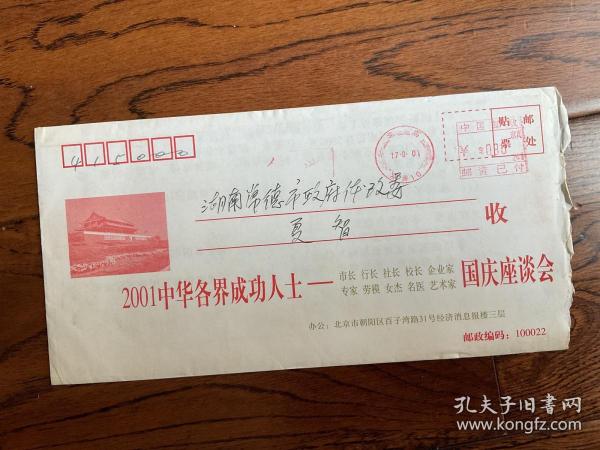 415000
贴 邮
票 处
中国邮政
邮资已付
湖南常德市政府体改委
夏智
收
2001中华各界成功人士—
市长 行长 社长 校长 企业家
专家 劳模 女杰 名医 艺术家
国庆座谈会
办公：北京市朝阳区百子湾路31号经济消息报楼三层
邮政编码：100022
孔夫子旧书网
www.kongfz.com